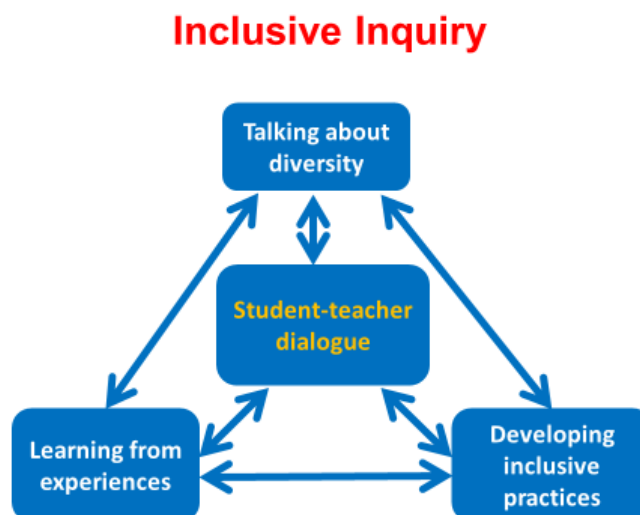 Inclusive Inquiry
Talking about
diversity
Student-teacher
dialogue
Learning from
experiences
Developing
inclusive
practices